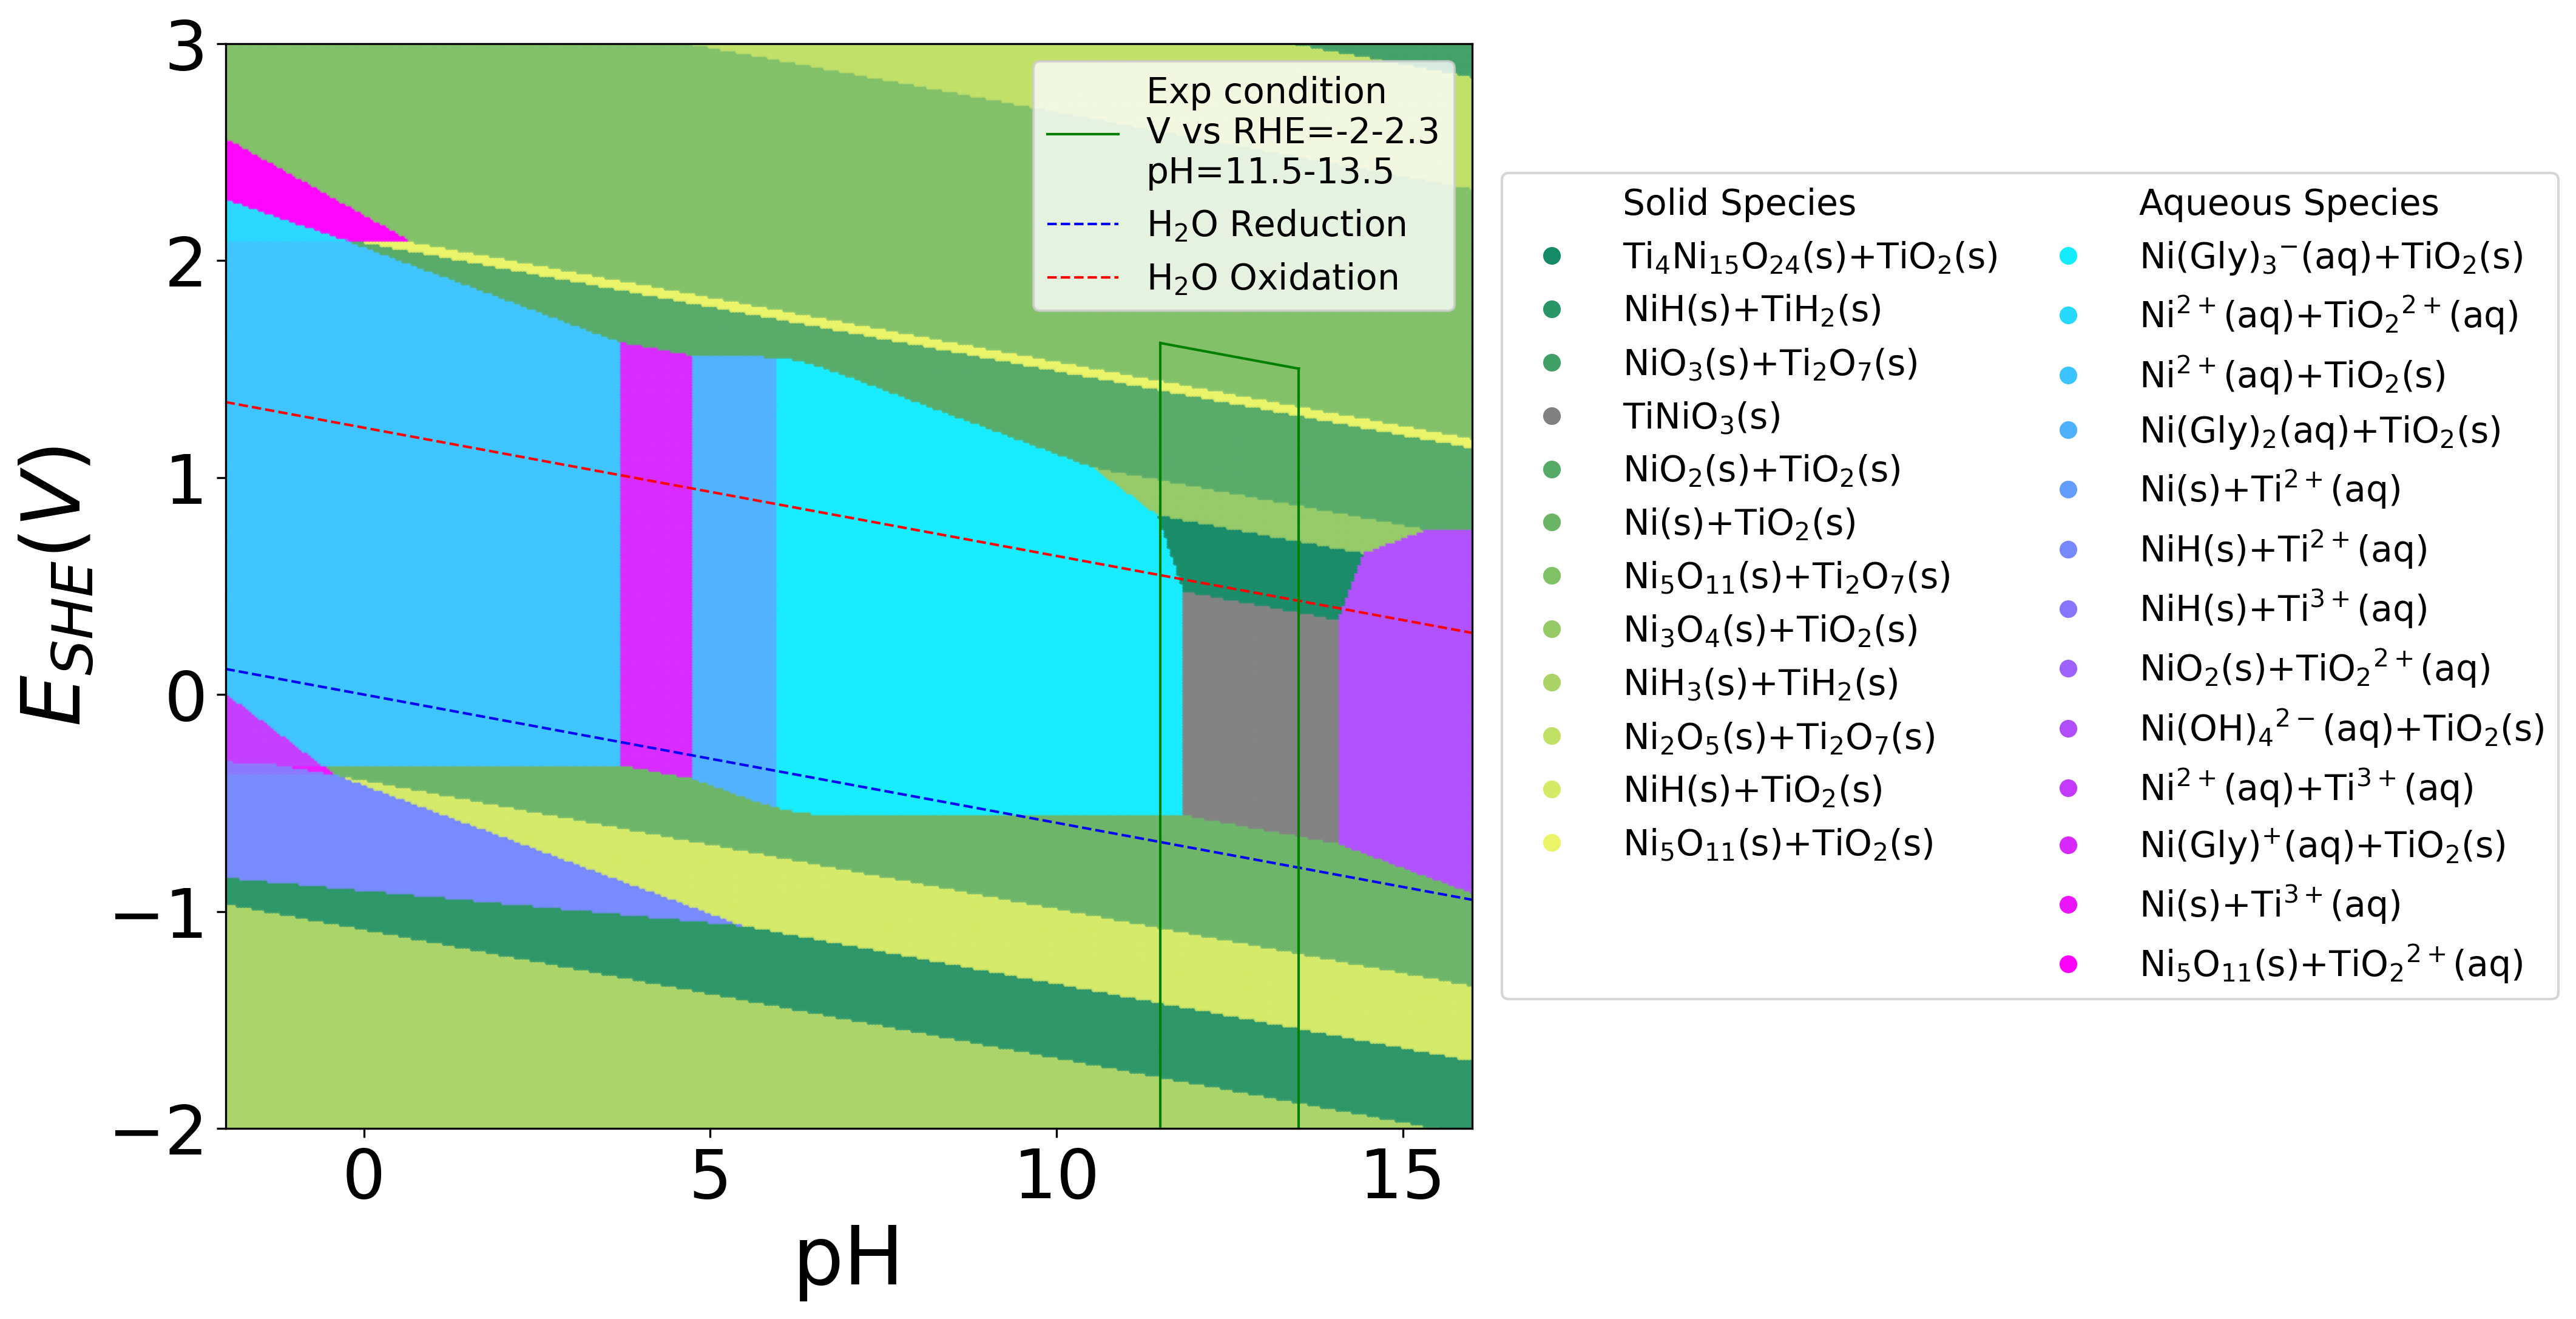 3
2
1
0
−1
−2
E_SHE(V)
0 5 10 15
pH
Exp condition
V vs RHE=-2-2.3
pH=11.5-13.5
H₂O Reduction
H₂O Oxidation
Solid Species
Ti₄Ni₁₅O₂₄(s)+TiO₂(s)
NiH(s)+TiH₂(s)
NiO₃(s)+Ti₂O₇(s)
TiNiO₃(s)
NiO₂(s)+TiO₂(s)
Ni(s)+TiO₂(s)
Ni₅O₁₁(s)+Ti₂O₇(s)
Ni₃O₄(s)+TiO₂(s)
NiH₃(s)+TiH₂(s)
Ni₂O₅(s)+Ti₂O₇(s)
NiH(s)+TiO₂(s)
Ni₅O₁₁(s)+TiO₂(s)
Aqueous Species
Ni(Gly)₃⁻(aq)+TiO₂(s)
Ni²⁺(aq)+TiO₂²⁺(aq)
Ni²⁺(aq)+TiO₂(s)
Ni(Gly)₂(aq)+TiO₂(s)
Ni(s)+Ti²⁺(aq)
NiH(s)+Ti²⁺(aq)
NiH(s)+Ti³⁺(aq)
NiO₂(s)+TiO₂²⁺(aq)
Ni(OH)₄²⁻(aq)+TiO₂(s)
Ni²⁺(aq)+Ti³⁺(aq)
Ni(Gly)⁺(aq)+TiO₂(s)
Ni(s)+Ti³⁺(aq)
Ni₅O₁₁(s)+TiO₂²⁺(aq)